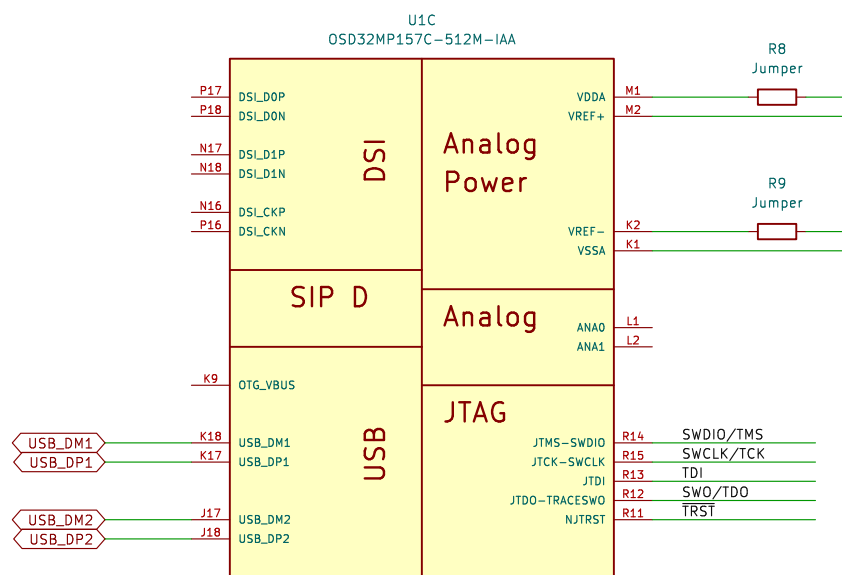 U1C
OSD32MP157C-512M-IAA
R8
Jumper
P17 DSI_D0P
P18 DSI_D0N
N17 DSI_D1P
N18 DSI_D1N
N16 DSI_CKP
P16 DSI_CKN
DSI
Analog
Power
VDDA M1
VREF+ M2
R9
Jumper
VREF- K2
VSSA K1
SIP D
Analog
ANA0 L1
ANA1 L2
K9 OTG_VBUS
USB_DM1 K18 USB_DM1
USB_DP1 K17 USB_DP1
USB_DM2 J17 USB_DM2
USB_DP2 J18 USB_DP2
USB
JTAG
JTMS-SWDIO R14 SWDIO/TMS
JTCK-SWCLK R15 SWCLK/TCK
JTDI R13 TDI
JTDO-TRACESWO R12 SWO/TDO
NJTRST R11 TRST